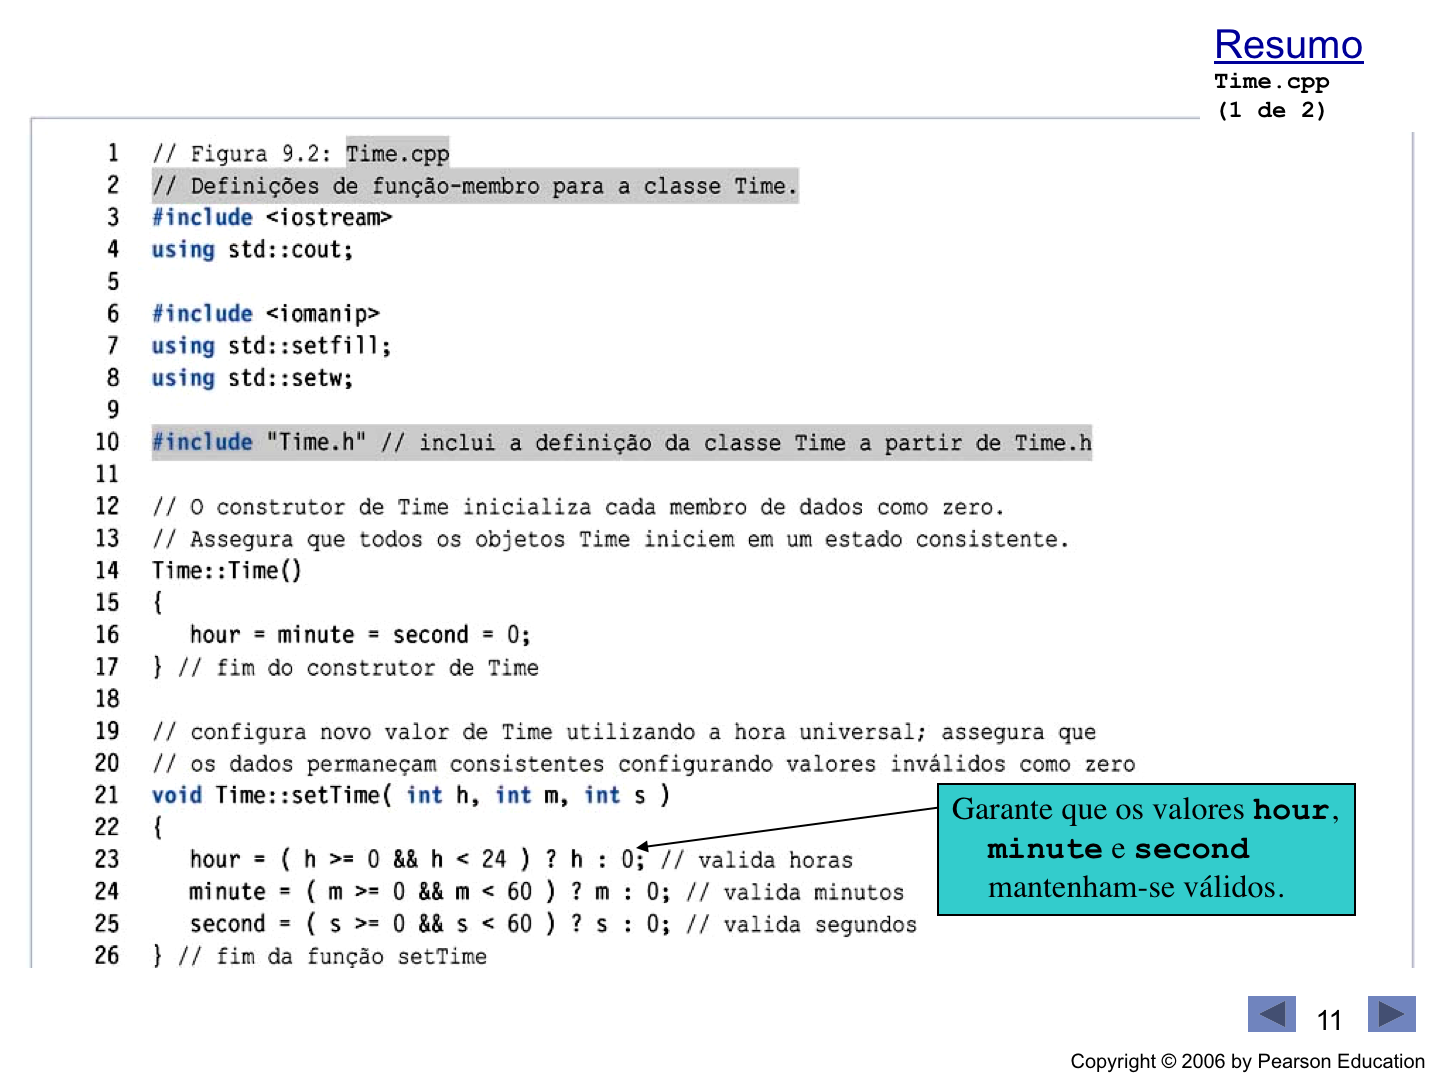 Resumo
Time.cpp
(1 de 2)
1 // Figura 9.2: Time.cpp
2 // Definições de função-membro para a classe Time.
3 #include <iostream>
4 using std::cout;
5
6 #include <iomanip>
7 using std::setfill;
8 using std::setw;
9
10 #include "Time.h" // inclui a definição da classe Time a partir de Time.h
11
12 // O construtor de Time inicializa cada membro de dados como zero.
13 // Assegura que todos os objetos Time iniciem em um estado consistente.
14 Time::Time()
15 {
16 hour = minute = second = 0;
17 } // fim do construtor de Time
18
19 // configura novo valor de Time utilizando a hora universal; assegura que
20 // os dados permaneçam consistentes configurando valores inválidos como zero
21 void Time::setTime( int h, int m, int s )
22 {
23 hour = ( h >= 0 && h < 24 ) ? h : 0; // valida horas
24 minute = ( m >= 0 && m < 60 ) ? m : 0; // valida minutos
25 second = ( s >= 0 && s < 60 ) ? s : 0; // valida segundos
26 } // fim da função setTime
Garante que os valores hour,
minute e second
mantenham-se válidos.
11
Copyright © 2006 by Pearson Education